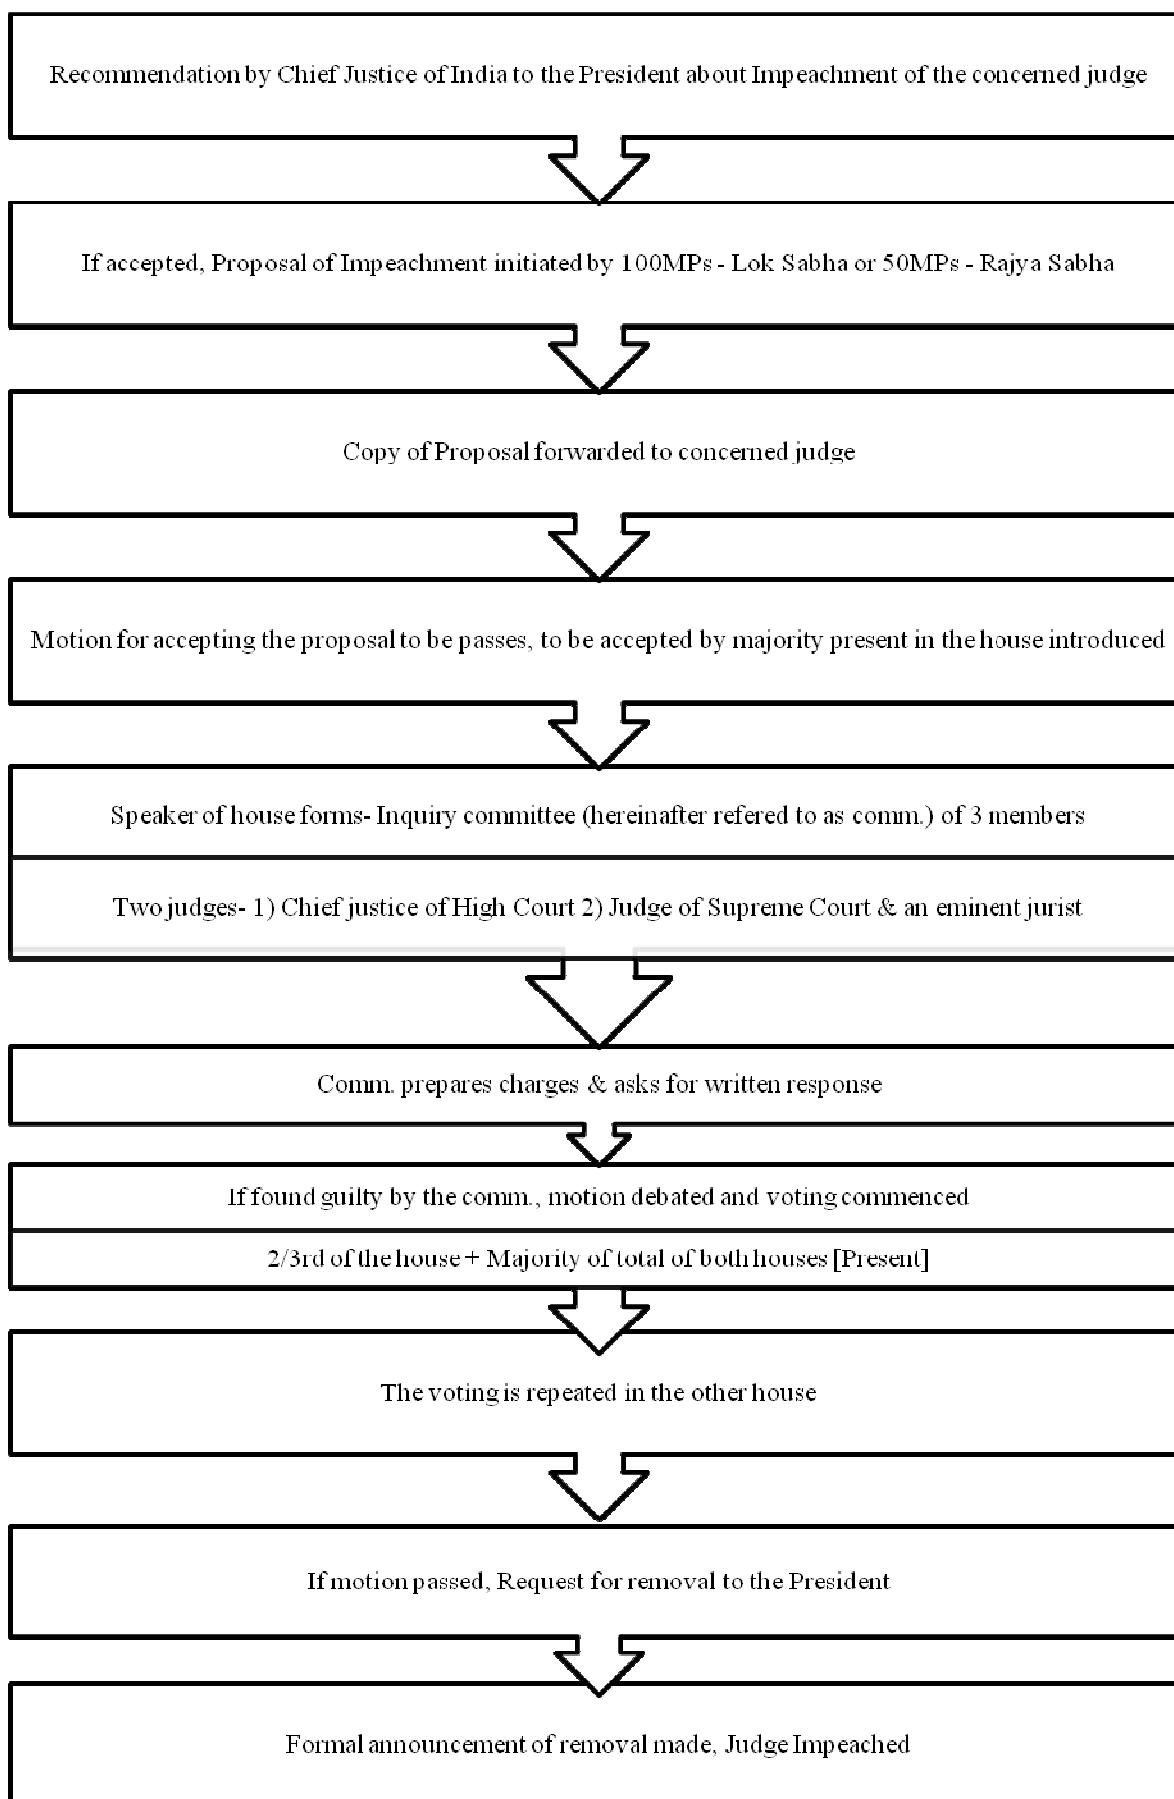 Recommendation by Chief Justice of India to the President about Impeachment of the concerned judge
If accepted, Proposal of Impeachment initiated by 100MPs - Lok Sabha or 50MPs - Rajya Sabha
Copy of Proposal forwarded to concerned judge
Motion for accepting the proposal to be passes, to be accepted by majority present in the house introduced
Speaker of house forms- Inquiry committee (hereinafter refered to as comm.) of 3 members
Two judges- 1) Chief justice of High Court 2) Judge of Supreme Court & an eminent jurist
Comm. prepares charges & asks for written response
If found guilty by the comm., motion debated and voting commenced
2/3rd of the house + Majority of total of both houses [Present]
The voting is repeated in the other house
If motion passed, Request for removal to the President
Formal announcement of removal made, Judge Impeached